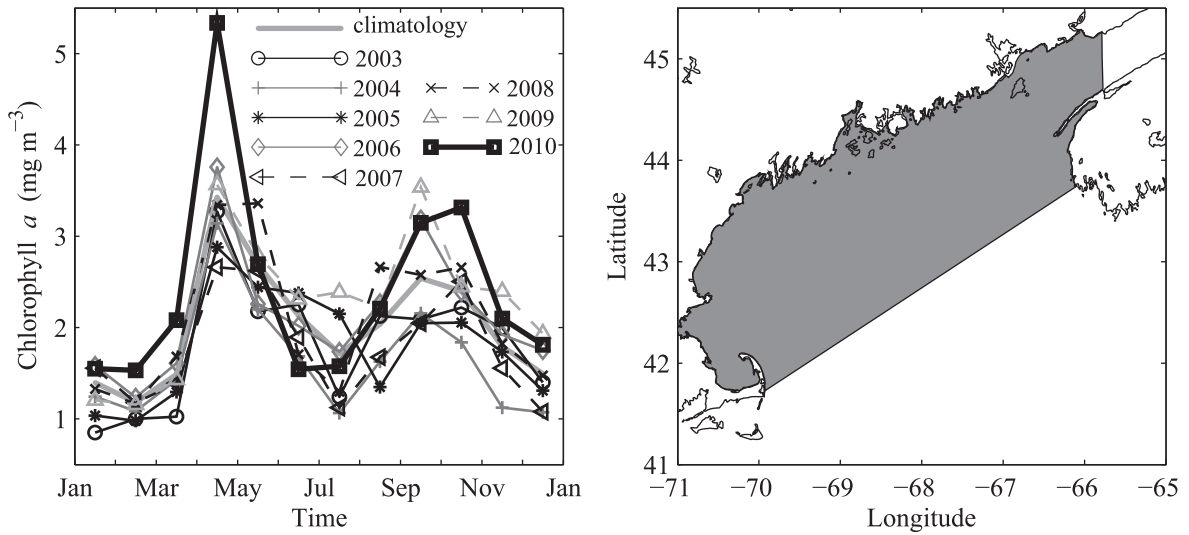 climatology
2003
2004
2005
2006
2007
2008
2009
2010
5
4
3
2
1
Chlorophyll a (mg m⁻³)
Jan Mar May Jul Sep Nov Jan
Time
45
44
43
42
41
Latitude
−71 −70 −69 −68 −67 −66 −65
Longitude